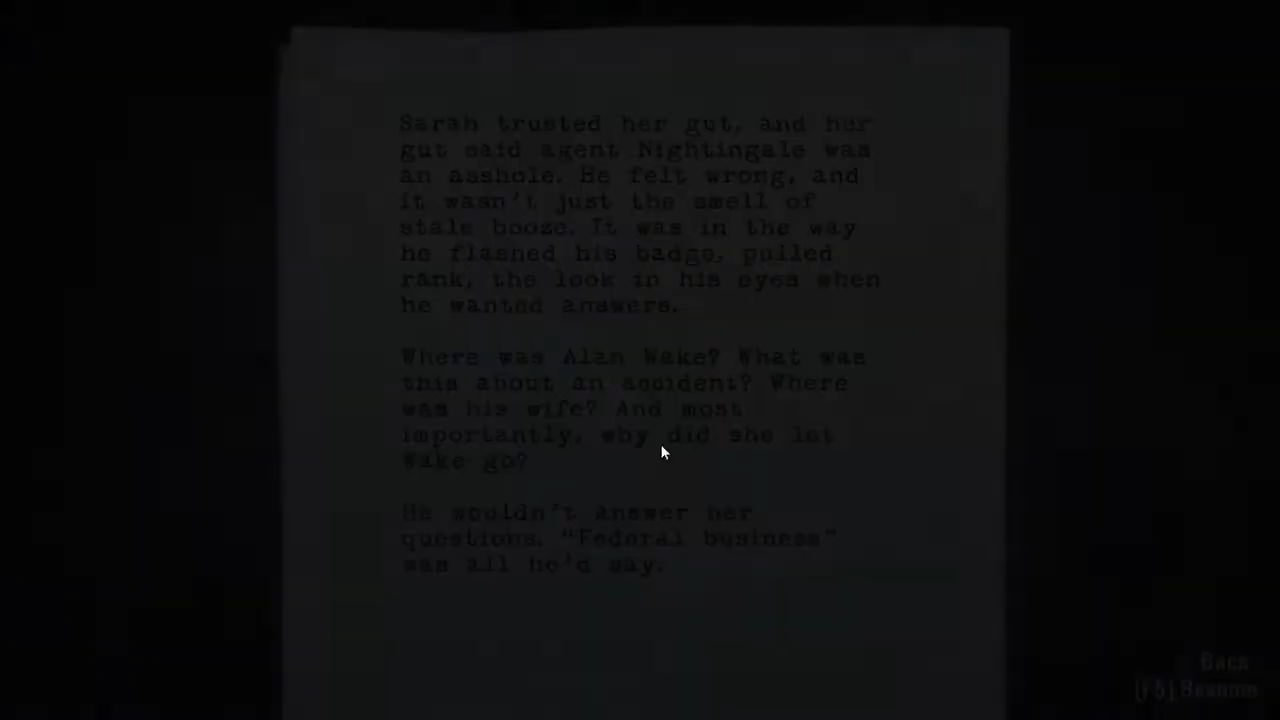 Sarah trusted her gut, and her
gut said agent Nightingale was
an asshole. He felt wrong, and
it wasn't just the smell of
stale booze. It was in the way
he flashed his badge, pulled
rank, the look in his eyes when
he wanted answers.
Where was Alan Wake? What was
this about an accident? Where
was his wife? And most
importantly, why did she let
Wake go?
He wouldn't answer her
questions. "Federal business"
was all he'd say.
Back
[F5] Resume